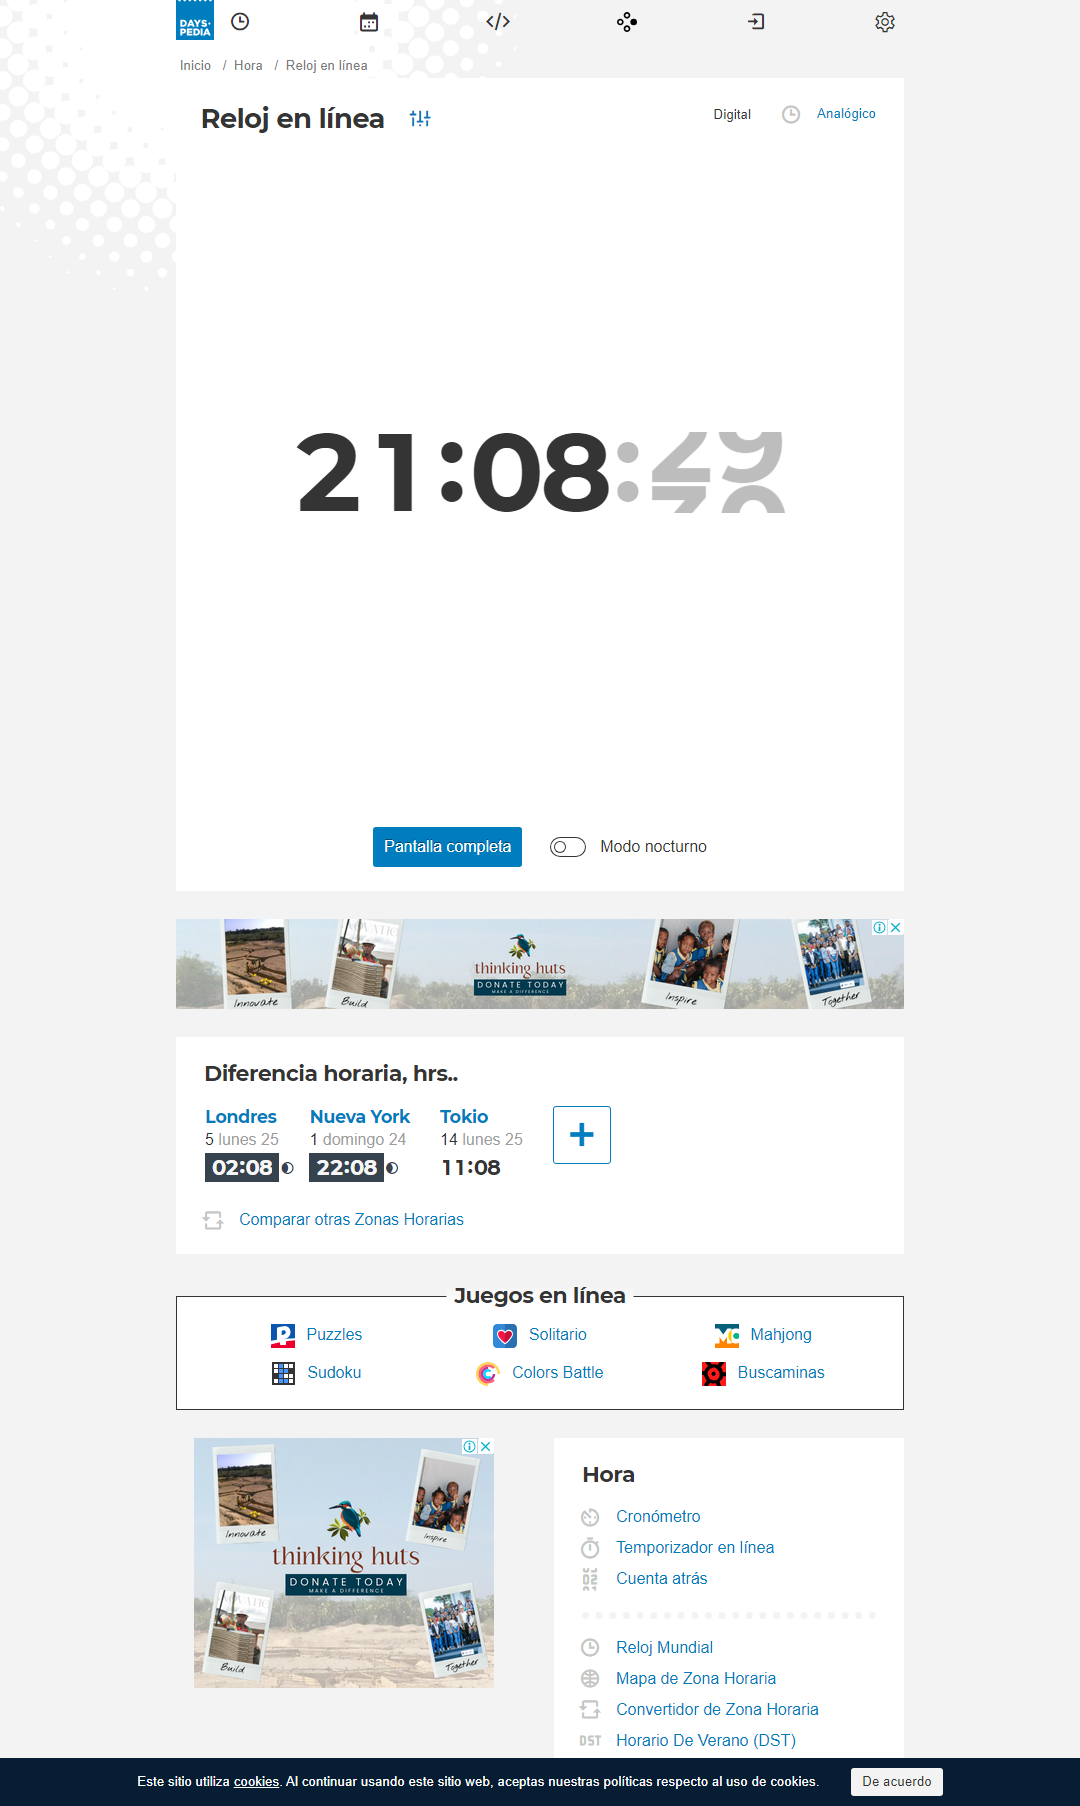 DAYS·
PEDIA
Inicio / Hora / Reloj en línea
Reloj en línea
Digital
Analógico
21:08:29
30
Pantalla completa
Modo nocturno
Innovate
Build
thinking huts
DONATE TODAY
MAKE A DIFFERENCE
Inspire
Together
Diferencia horaria, hrs..
Londres Nueva York Tokio
5 lunes 25 1 domingo 24 14 lunes 25
02:08 22:08 11:08
+
Comparar otras Zonas Horarias
Juegos en línea
Puzzles Solitario Mahjong
Sudoku Colors Battle Buscaminas
Innovate
Inspire
thinking huts
DONATE TODAY
MAKE A DIFFERENCE
Build
Together
Hora
Cronómetro
Temporizador en línea
Cuenta atrás
Reloj Mundial
Mapa de Zona Horaria
Convertidor de Zona Horaria
DST Horario De Verano (DST)
Este sitio utiliza cookies. Al continuar usando este sitio web, aceptas nuestras políticas respecto al uso de cookies.
De acuerdo